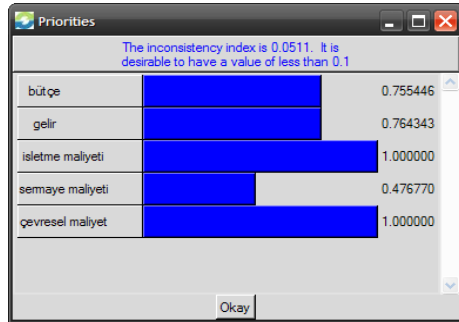 Priorities
The inconsistency index is 0.0511. It is
desirable to have a value of less than 0.1
bütçe 0.755446
gelir 0.764343
isletme maliyeti 1.000000
sermaye maliyeti 0.476770
çevresel maliyet 1.000000
Okay